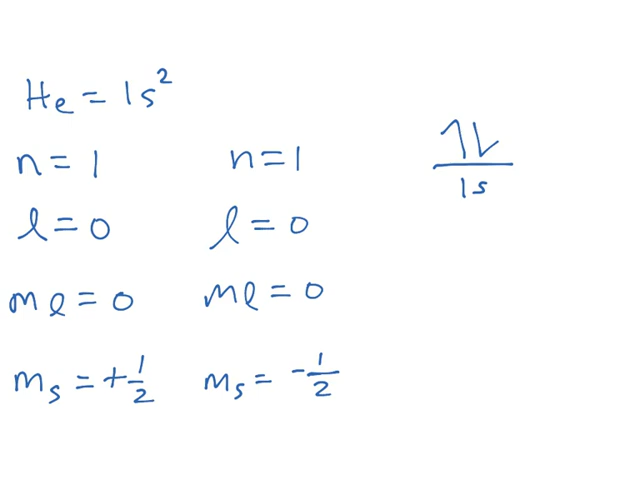 He = 1s²
n = 1 n = 1
1s
l = 0 l = 0
ml = 0 ml = 0
ms = +1/2 ms = -1/2